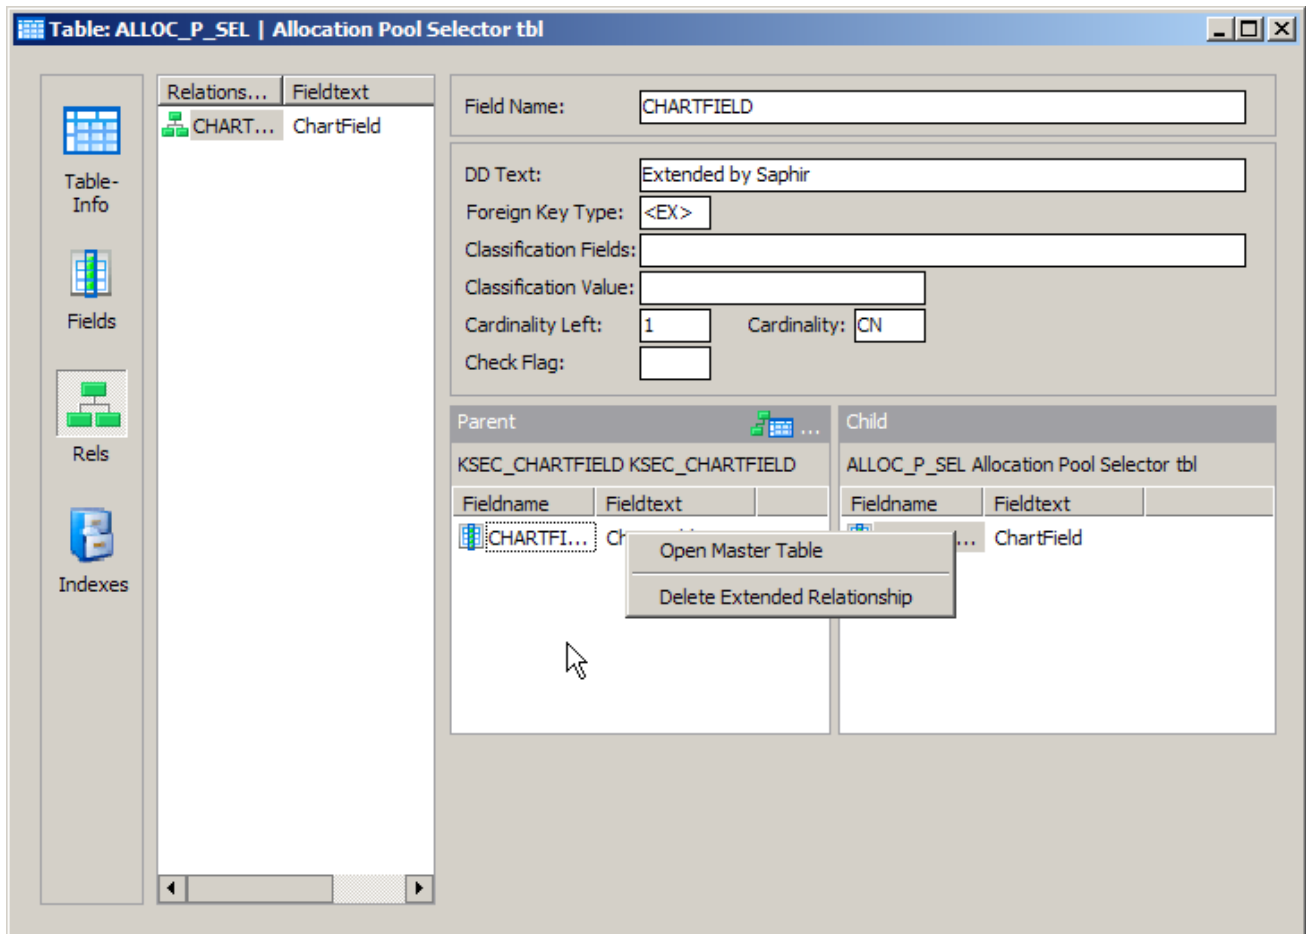 Table: ALLOC_P_SEL | Allocation Pool Selector tbl
Table-
Info
Fields
Rels
Indexes
Relations... Fieldtext
CHART... ChartField
Field Name: CHARTFIELD
DD Text: Extended by Saphir
Foreign Key Type: <EX>
Classification Fields:
Classification Value:
Cardinality Left: 1 Cardinality: CN
Check Flag:
Parent ...
KSEC_CHARTFIELD KSEC_CHARTFIELD
Fieldname Fieldtext
CHARTFI...
Open Master Table
Delete Extended Relationship
Child
ALLOC_P_SEL Allocation Pool Selector tbl
Fieldname Fieldtext
... ChartField